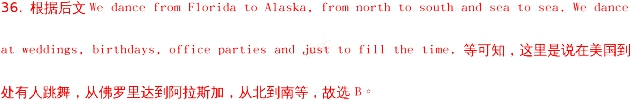 36. 根据后文 We dance from Florida to Alaska, from north to south and sea to sea. We dance
at weddings, birthdays, office parties and ,just to fill the time. 等可知，这里是说在美国到
处有人跳舞，从佛罗里达到阿拉斯加，从北到南等，故选 B。